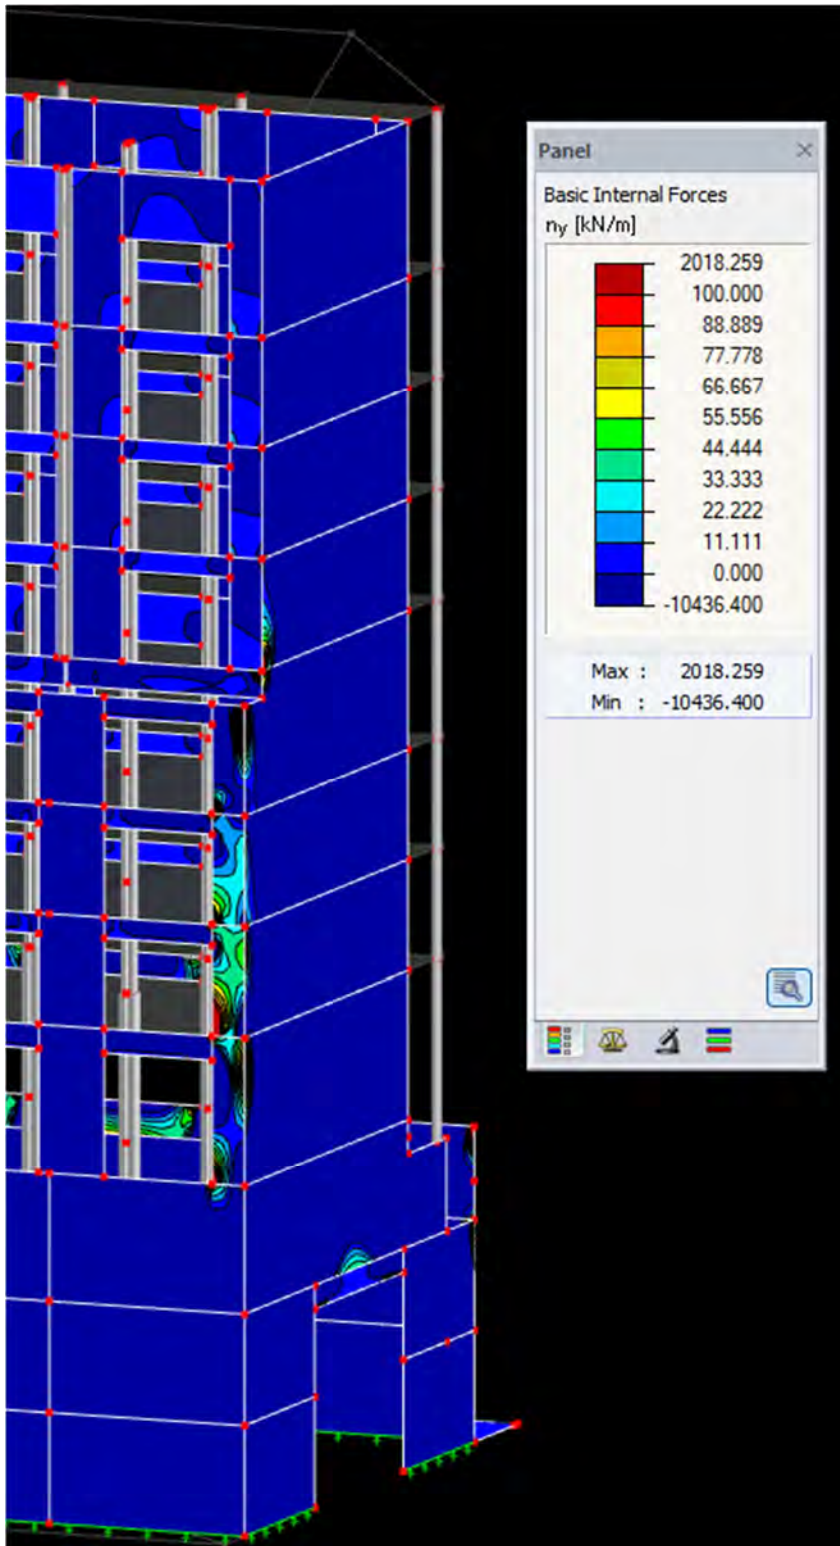 Panel
Basic Internal Forces
ny [kN/m]
2018.259
100.000
88.889
77.778
66.667
55.556
44.444
33.333
22.222
11.111
0.000
-10436.400
Max : 2018.259
Min : -10436.400